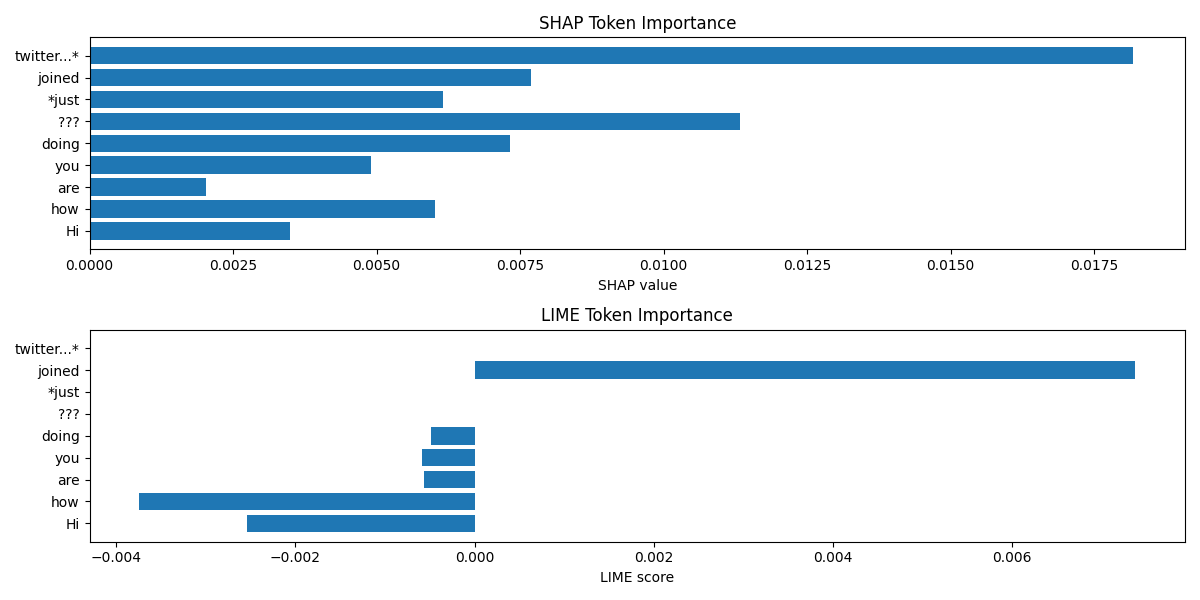 SHAP Token Importance
twitter...*
joined
*just
???
doing
you
are
how
Hi
0.0000 0.0025 0.0050 0.0075 0.0100 0.0125 0.0150 0.0175
SHAP value
LIME Token Importance
twitter...*
joined
*just
???
doing
you
are
how
Hi
−0.004 −0.002 0.000 0.002 0.004 0.006
LIME score